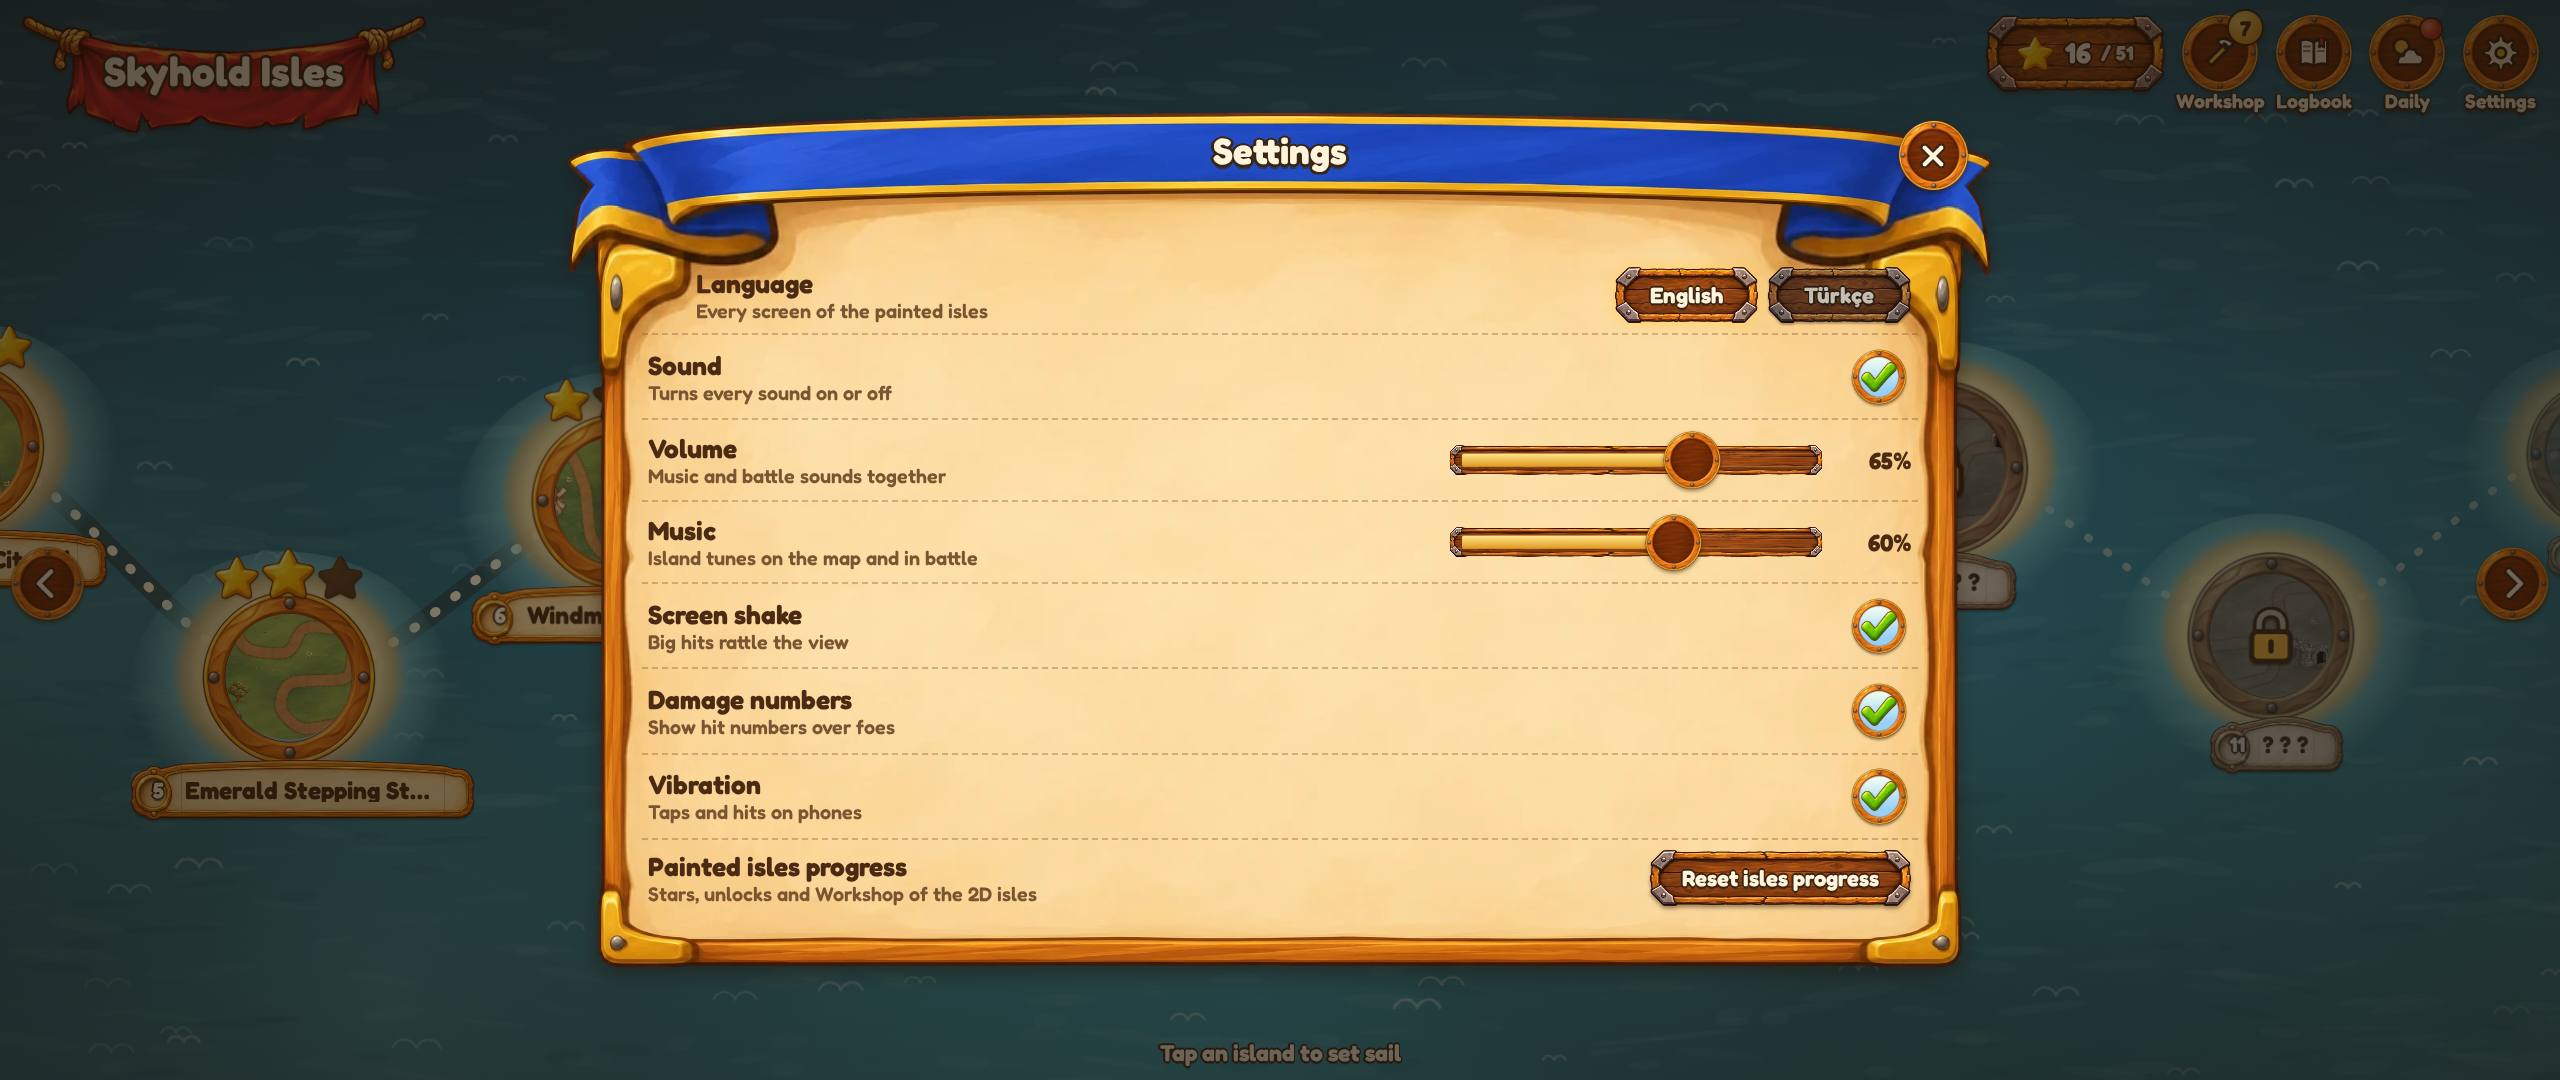 Skyhold Isles
16 / 51
7
Workshop
Logbook
Daily
Settings
Settings
Language
Every screen of the painted isles
English
Türkçe
Sound
Turns every sound on or off
Volume
Music and battle sounds together
65%
Music
Island tunes on the map and in battle
60%
Screen shake
Big hits rattle the view
Damage numbers
Show hit numbers over foes
Vibration
Taps and hits on phones
Painted isles progress
Stars, unlocks and Workshop of the 2D isles
Reset isles progress
Cit
6 Windm
5 Emerald Stepping St...
??
11 ???
Tap an island to set sail